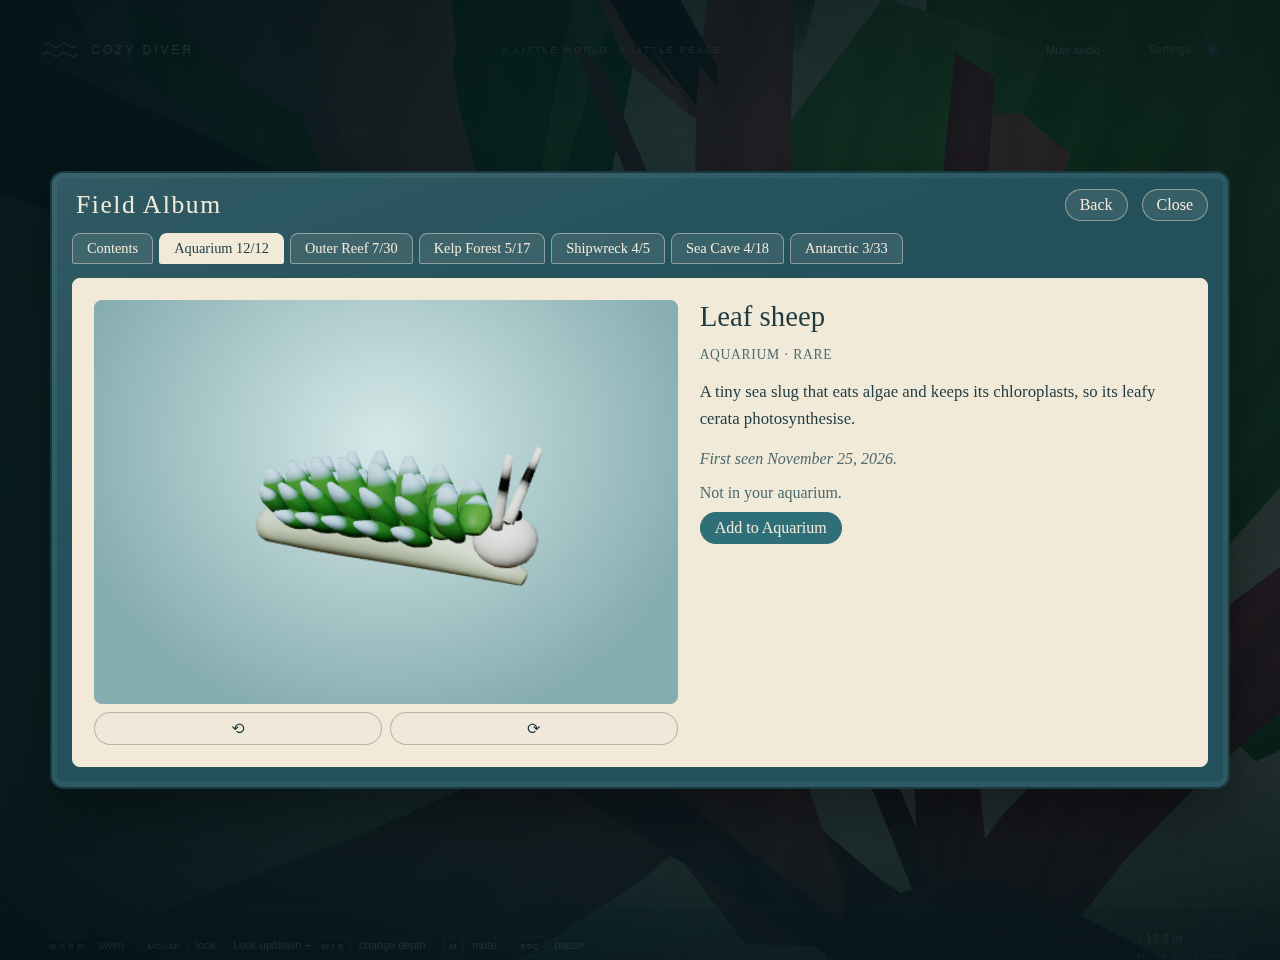 COZY DIVER
A LITTLE WORLD A LITTLE PEACE
Mute audio
Settings
Field Album
Back
Close
Contents
Aquarium 12/12
Outer Reef 7/30
Kelp Forest 5/17
Shipwreck 4/5
Sea Cave 4/18
Antarctic 3/33
Leaf sheep
AQUARIUM · RARE
A tiny sea slug that eats algae and keeps its chloroplasts, so its leafy
cerata photosynthesise.
First seen November 25, 2026.
Not in your aquarium.
Add to Aquarium
⟲
⟳
W A S D swim MOUSE look Look up/down + W / S change depth M mute ESC pause
↓ 13.2 m